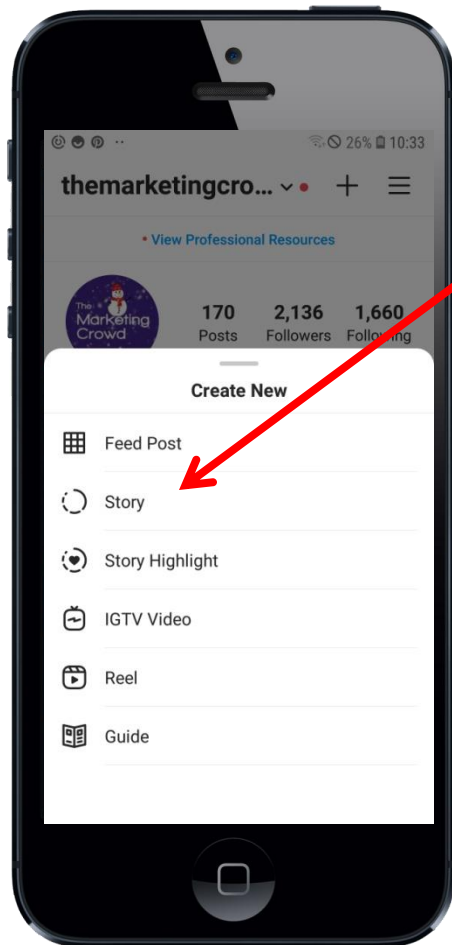 26% 10:33
themarketingcro...
View Professional Resources
The
Marketing
Crowd
170 2,136 1,660
Posts Followers Following
Create New
Feed Post
Story
Story Highlight
IGTV Video
Reel
Guide